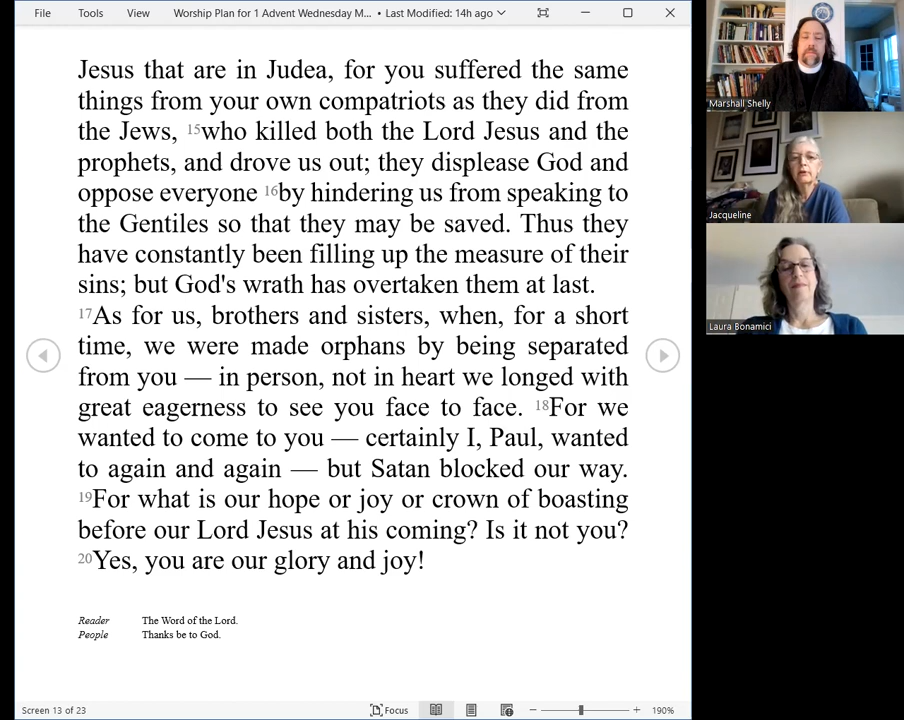 File Tools View Worship Plan for 1 Advent Wednesday M... • Last Modified: 14h ago
Jesus that are in Judea, for you suffered the same
things from your own compatriots as they did from
the Jews, 15who killed both the Lord Jesus and the
prophets, and drove us out; they displease God and
oppose everyone 16by hindering us from speaking to
the Gentiles so that they may be saved. Thus they
have constantly been filling up the measure of their
sins; but God's wrath has overtaken them at last.
17As for us, brothers and sisters, when, for a short
time, we were made orphans by being separated
from you — in person, not in heart we longed with
great eagerness to see you face to face. 18For we
wanted to come to you — certainly I, Paul, wanted
to again and again — but Satan blocked our way.
19For what is our hope or joy or crown of boasting
before our Lord Jesus at his coming? Is it not you?
20Yes, you are our glory and joy!
Reader The Word of the Lord.
People Thanks be to God.
Screen 13 of 23 Focus 190%
Marshall Shelly
Jacqueline
Laura Bonamici